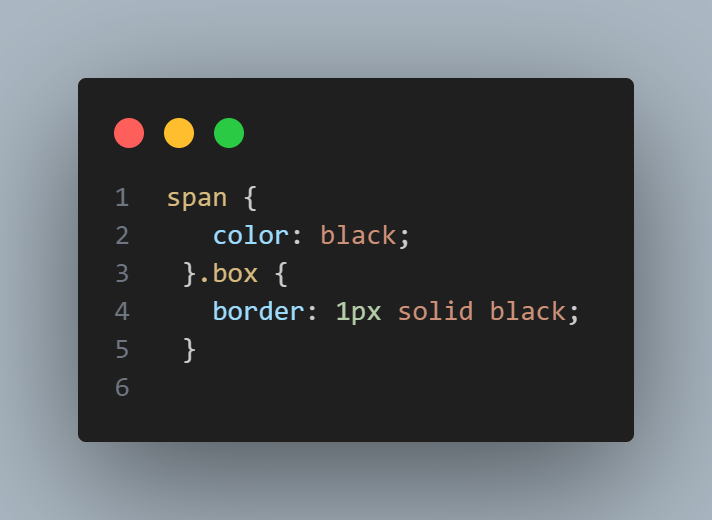 1 span {
2    color: black;
3  }.box {
4    border: 1px solid black;
5  }
6